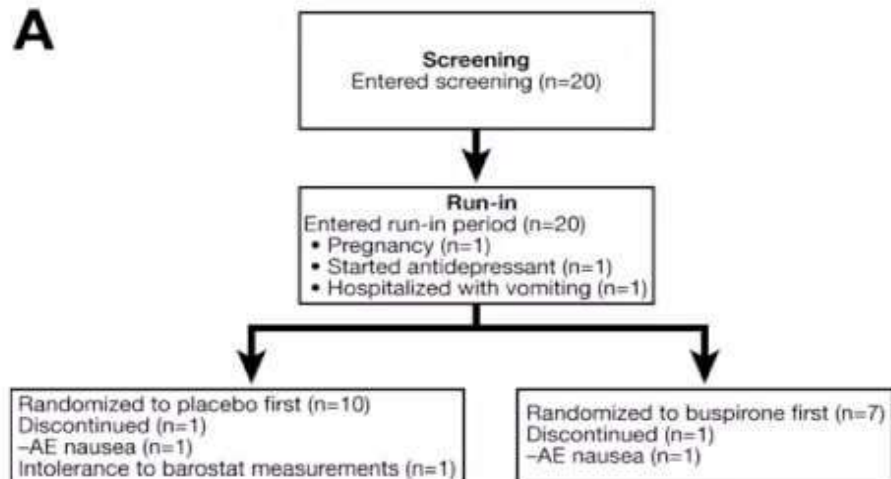 A
Screening
Entered screening (n=20)
Run-in
Entered run-in period (n=20)
• Pregnancy (n=1)
• Started antidepressant (n=1)
• Hospitalized with vomiting (n=1)
Randomized to placebo first (n=10)
Discontinued (n=1)
–AE nausea (n=1)
Intolerance to barostat measurements (n=1)
Randomized to buspirone first (n=7)
Discontinued (n=1)
–AE nausea (n=1)